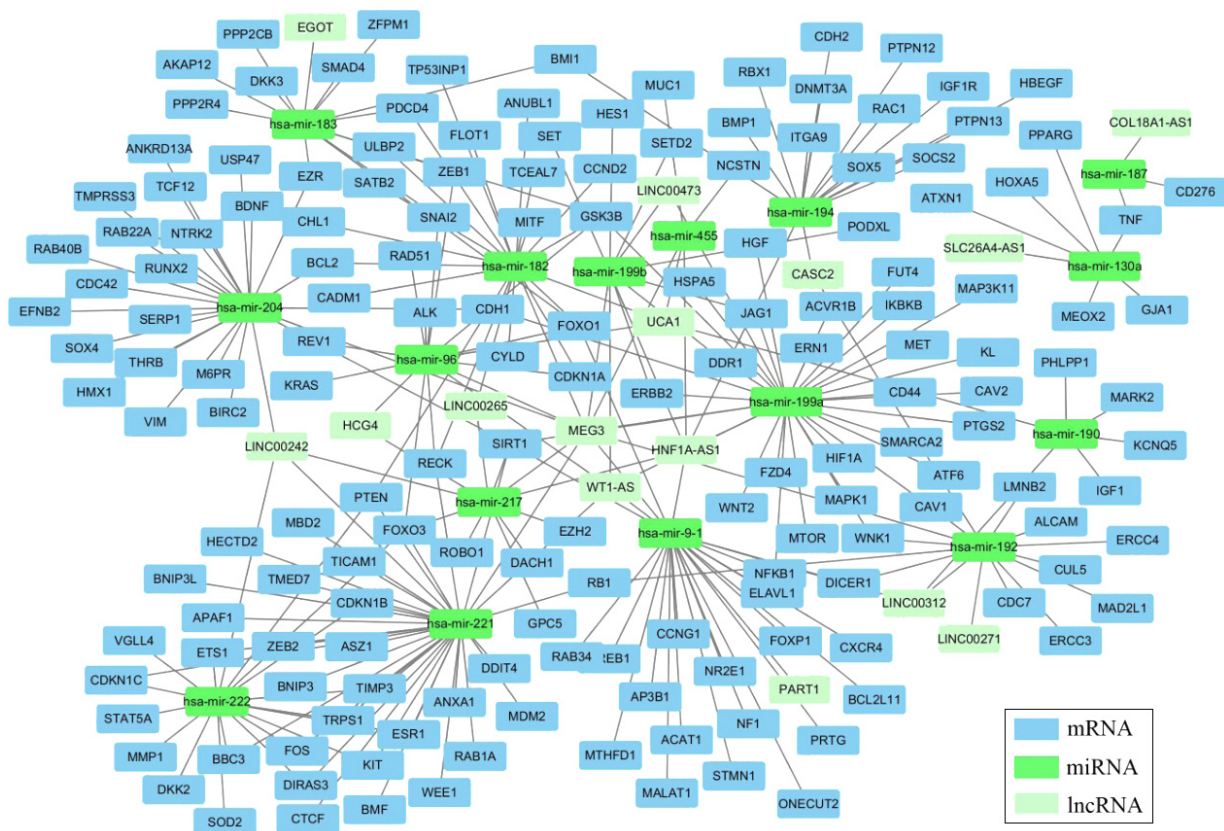 EGOT
ZFPM1
PPP2CB
CDH2
PTPN12
BMI1
AKAP12
SMAD4
TP53INP1
MUC1
RBX1
DKK3
DNMT3A
IGF1R
HBEGF
PPP2R4
PDCD4
ANUBL1
HES1
RAC1
hsa-mir-183
BMP1
ITGA9
PTPN13
COL18A1-AS1
FLOT1
SET
SETD2
PPARG
ANKRD13A
USP47
ULBP2
CCND2
NCSTN
SOX5
SOCS2
hsa-mir-187
TCF12
EZR
ZEB1
TCEAL7
LINC00473
HOXA5
CD276
TMPRSS3
BDNF
SATB2
hsa-mir-194
ATXN1
CHL1
SNAI2
MITF
GSK3B
TNF
RAB22A
NTRK2
hsa-mir-455
PODXL
RAB40B
RAD51
HGF
SLC26A4-AS1
RUNX2
BCL2
hsa-mir-182
hsa-mir-199b
CASC2
FUT4
hsa-mir-130a
CDC42
HSPA5
CADM1
ACVR1B
IKBKB
MAP3K11
MEOX2
GJA1
EFNB2
hsa-mir-204
ALK
CDH1
UCA1
JAG1
SERP1
FOXO1
SOX4
REV1
MET
KL
THRB
hsa-mir-96
CYLD
DDR1
ERN1
PHLPP1
M6PR
CDKN1A
HMX1
KRAS
CD44
CAV2
VIM
BIRC2
LINC00265
ERBB2
hsa-mir-199a
MARK2
HCG4
MEG3
PTGS2
hsa-mir-190
LINC00242
SIRT1
HNF1A-AS1
SMARCA2
KCNQ5
RECK
FZD4
HIF1A
ATF6
WT1-AS
LMNB2
IGF1
PTEN
hsa-mir-217
WNT2
MAPK1
CAV1
MBD2
FOXO3
EZH2
hsa-mir-9-1
ALCAM
HECTD2
ROBO1
MTOR
WNK1
hsa-mir-192
ERCC4
TICAM1
DACH1
BNIP3L
TMED7
RB1
NFKB1
DICER1
CUL5
ELAVL1
APAF1
CDKN1B
LINC00312
CDC7
MAD2L1
VGLL4
hsa-mir-221
GPC5
ETS1
ZEB2
ASZ1
CCNG1
FOXP1
CXCR4
LINC00271
ERCC3
RAB34
REB1
DDIT4
NR2E1
CDKN1C
BNIP3
TIMP3
PART1
hsa-mir-222
ANXA1
AP3B1
BCL2L11
STAT5A
TRPS1
MDM2
NF1
ESR1
ACAT1
PRTG
MMP1
FOS
RAB1A
MTHFD1
BBC3
KIT
DKK2
DIRAS3
STMN1
WEE1
MALAT1
BMF
ONECUT2
SOD2
CTCF
mRNA
miRNA
lncRNA